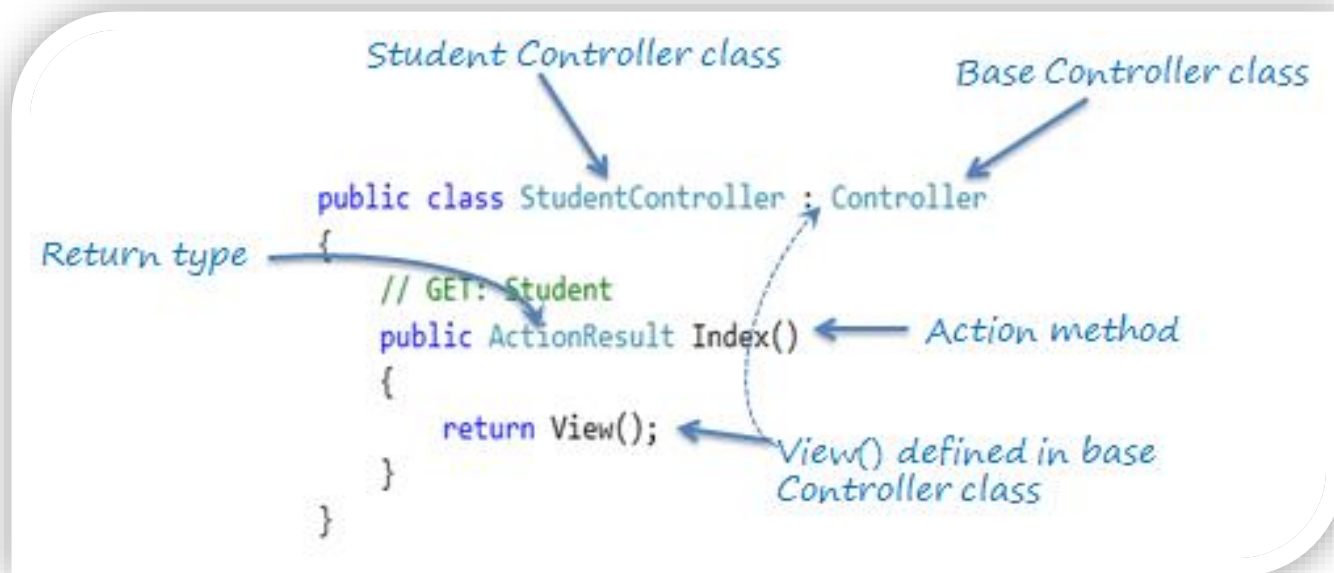 Student Controller class
Base Controller class
public class StudentController : Controller
{
Return type
// GET: Student
public ActionResult Index()
Action method
{
return View();
View() defined in base
Controller class
}
}